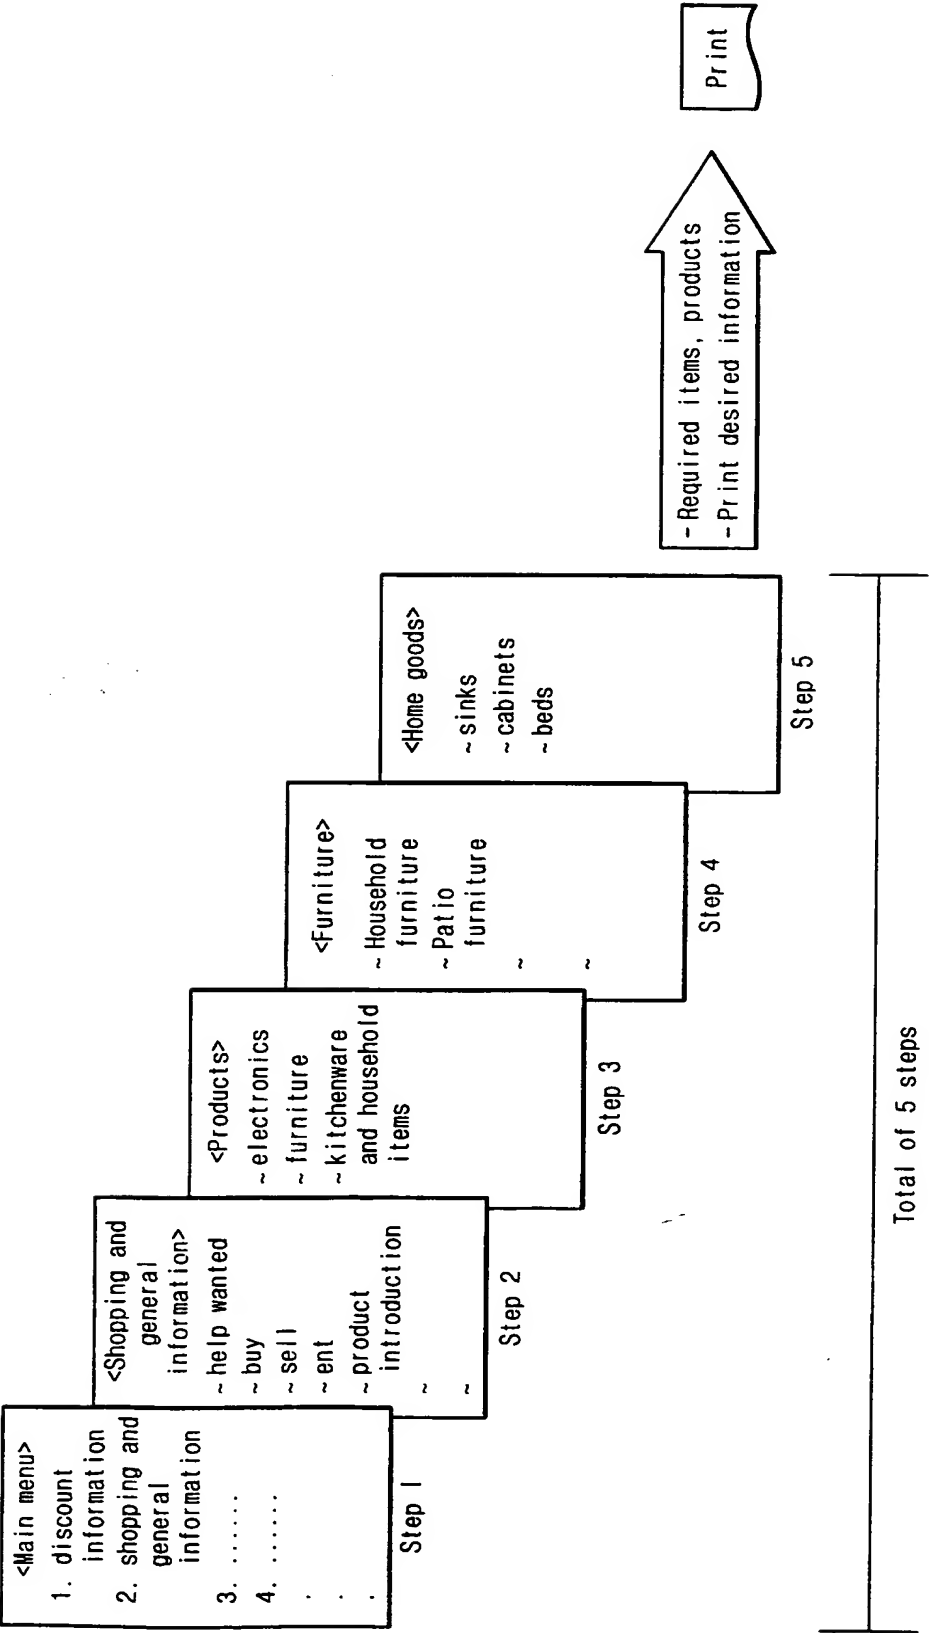 <Main menu>
1. discount
information
2. shopping and
general
information
3. ......
4. ......
.
.
.
Step 1
<Shopping and
general
information>
~ help wanted
~ buy
~ sell
~ ent
~ product
introduction
~
~
Step 2
<Products>
~ electronics
~ furniture
~ kitchenware
and household
items
Step 3
<Furniture>
~ Household
furniture
~ Patio
furniture
~
~
Step 4
<Home goods>
~ sinks
~ cabinets
~ beds
Step 5
- Required items, products
- Print desired information
Print
Total of 5 steps